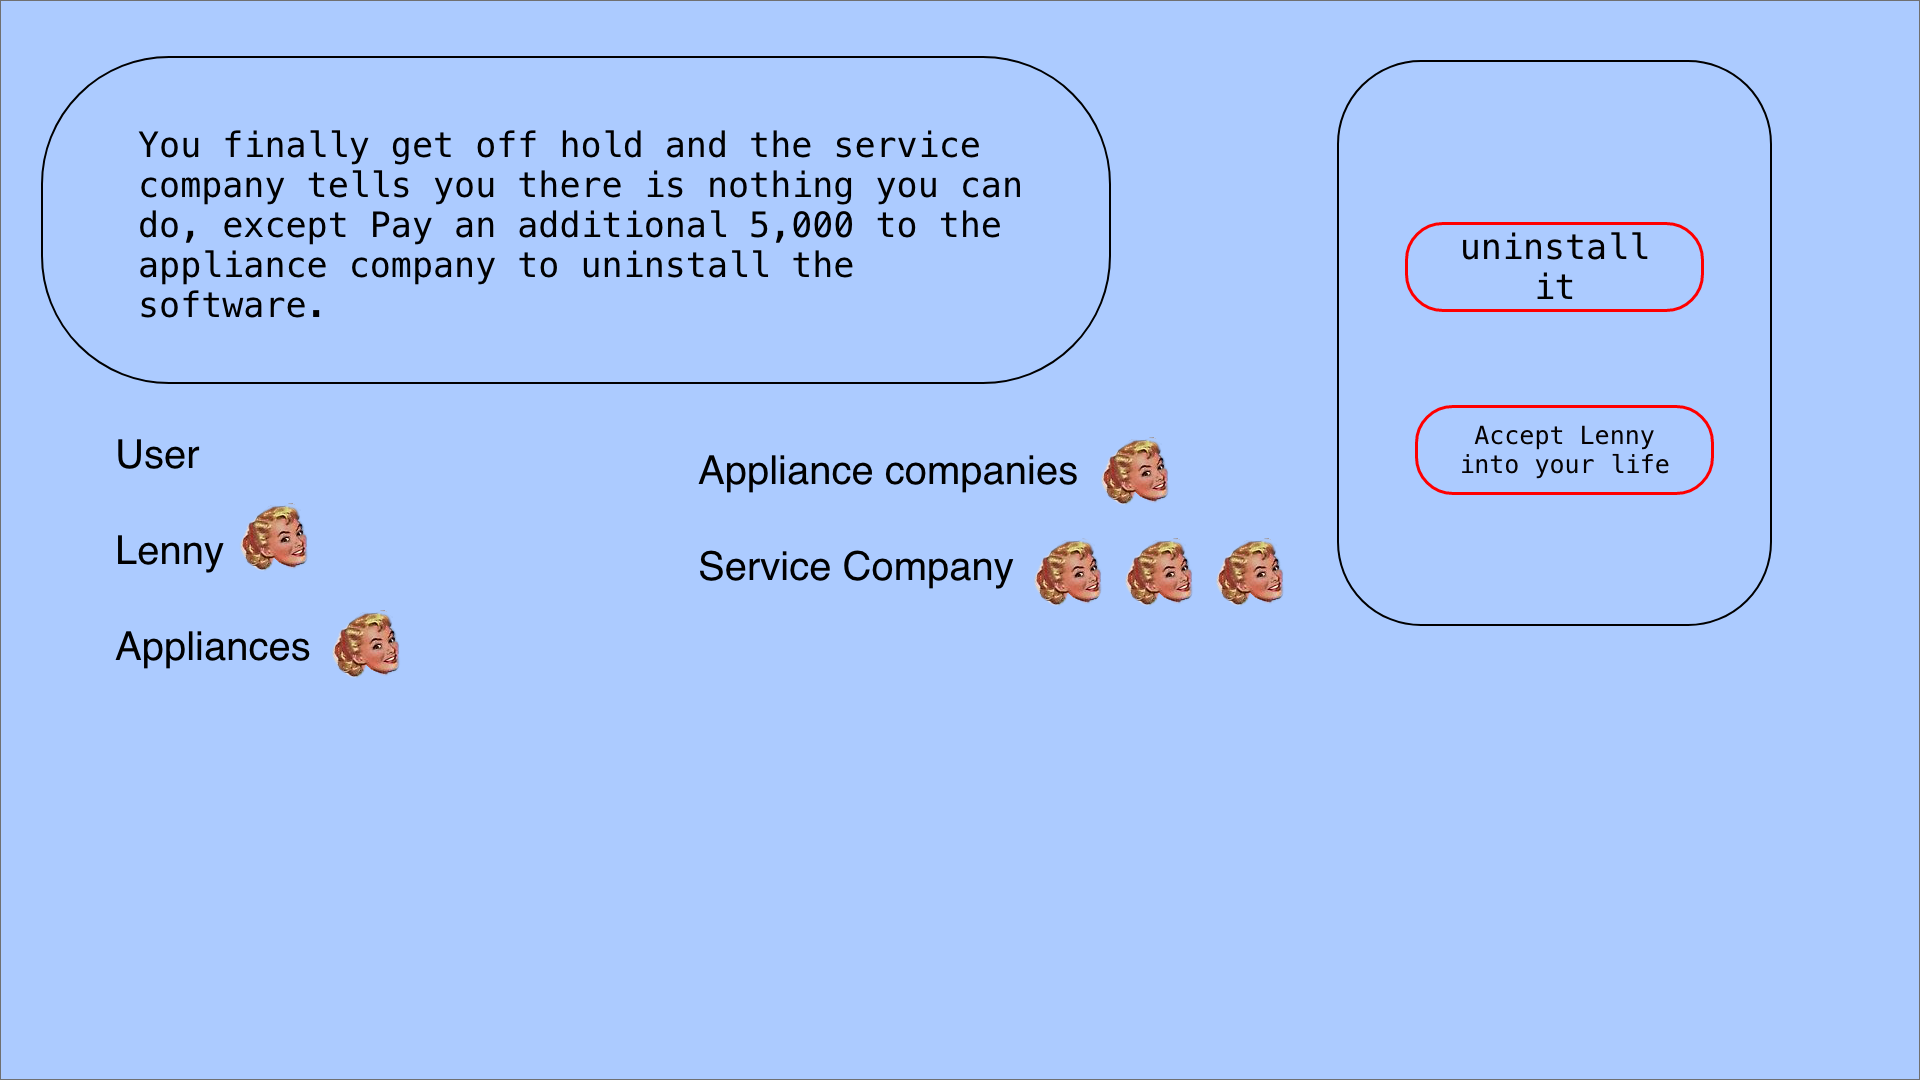 You finally get off hold and the service
company tells you there is nothing you can
do, except Pay an additional 5,000 to the
appliance company to uninstall the
software.
uninstall
it
Accept Lenny
into your life
User
Lenny
Appliances
Appliance companies
Service Company